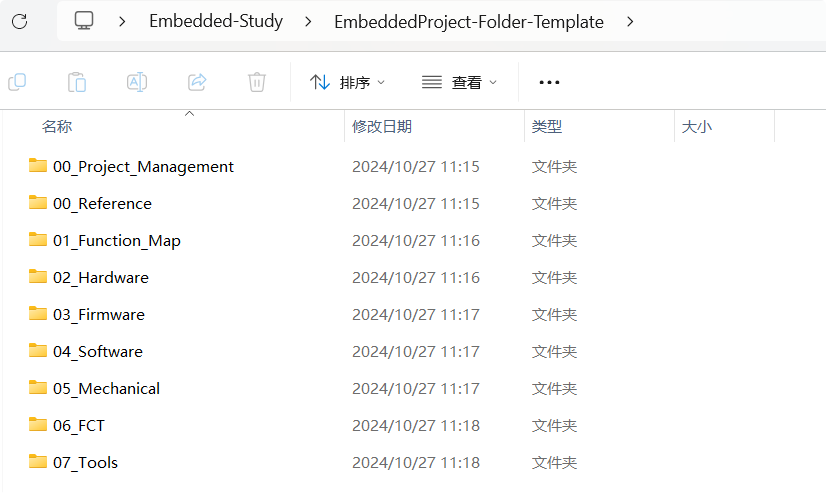 Embedded-Study > EmbeddedProject-Folder-Template >
排序 查看
名称 修改日期 类型 大小
00_Project_Management 2024/10/27 11:15 文件夹
00_Reference 2024/10/27 11:15 文件夹
01_Function_Map 2024/10/27 11:16 文件夹
02_Hardware 2024/10/27 11:16 文件夹
03_Firmware 2024/10/27 11:17 文件夹
04_Software 2024/10/27 11:17 文件夹
05_Mechanical 2024/10/27 11:17 文件夹
06_FCT 2024/10/27 11:18 文件夹
07_Tools 2024/10/27 11:18 文件夹